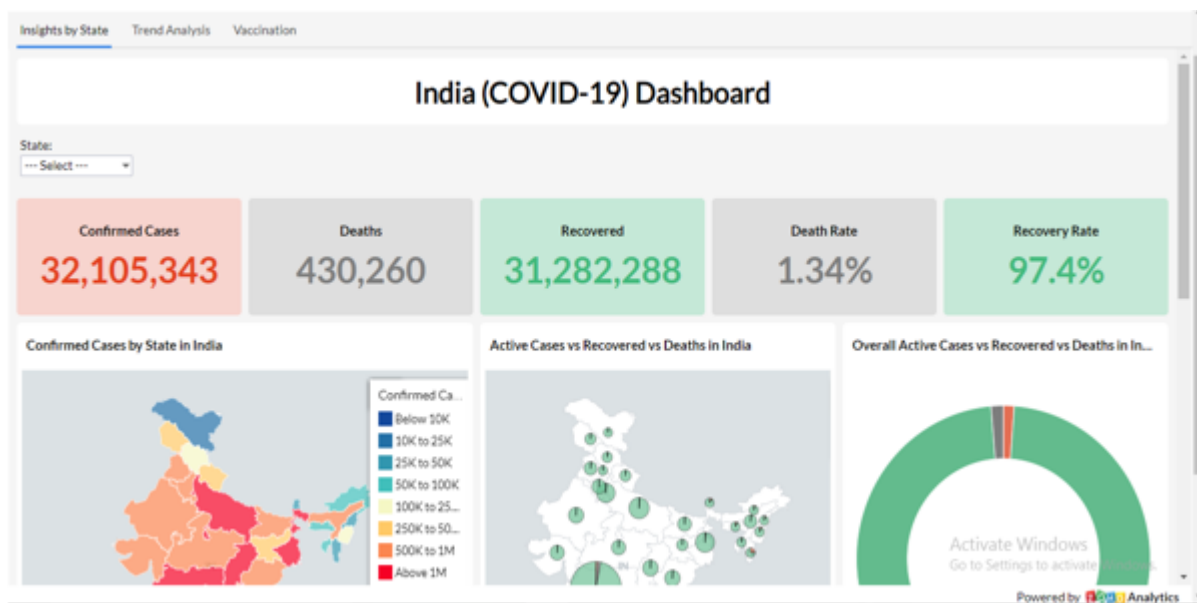 Insights by State Trend Analysis Vaccination
India (COVID-19) Dashboard
State:
--- Select ---
Confirmed Cases
32,105,343
Deaths
430,260
Recovered
31,282,288
Death Rate
1.34%
Recovery Rate
97.4%
Confirmed Cases by State in India
Confirmed Ca...
Below 10K
10K to 25K
25K to 50K
50K to 100K
100K to 25...
250K to 50...
500K to 1M
Above 1M
Active Cases vs Recovered vs Deaths in India
IN
Overall Active Cases vs Recovered vs Deaths in In...
Activate Windows
Go to Settings to activate Windows.
Powered by ZOHO Analytics